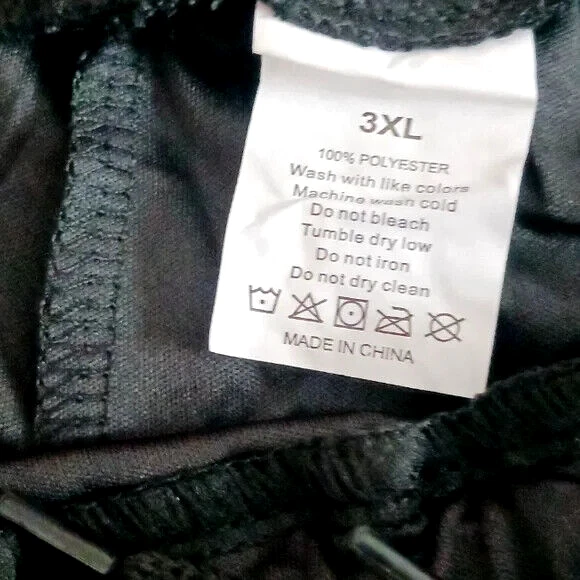 3XL
100% POLYESTER
Wash with like colors
Machine wash cold
Do not bleach
Tumble dry low
Do not iron
Do not dry clean
MADE IN CHINA